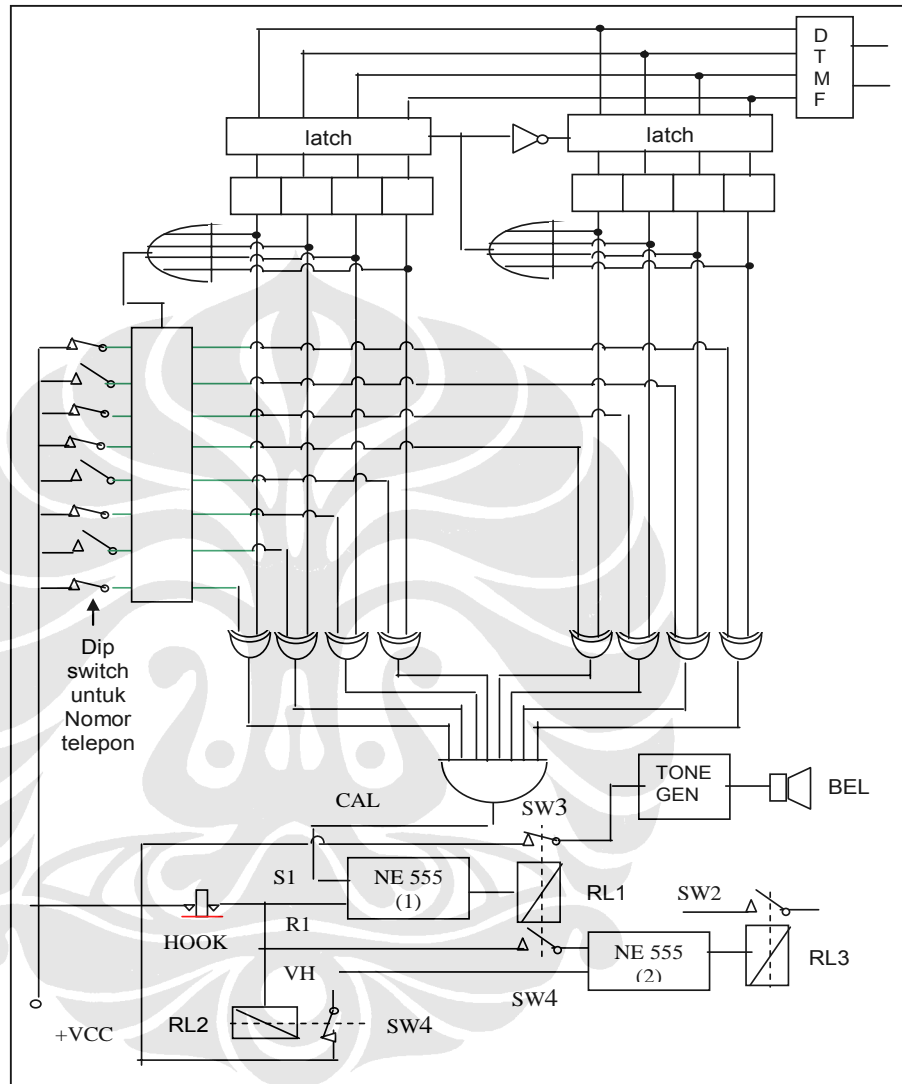 D
T
M
F
latch
latch
Dip
switch
untuk
Nomor
telepon
TONE
GEN
BEL
CAL
SW3
S1
NE 555
(1)
RL1
SW2
HOOK
R1
NE 555
(2)
RL3
VH
SW4
RL2
SW4
+VCC